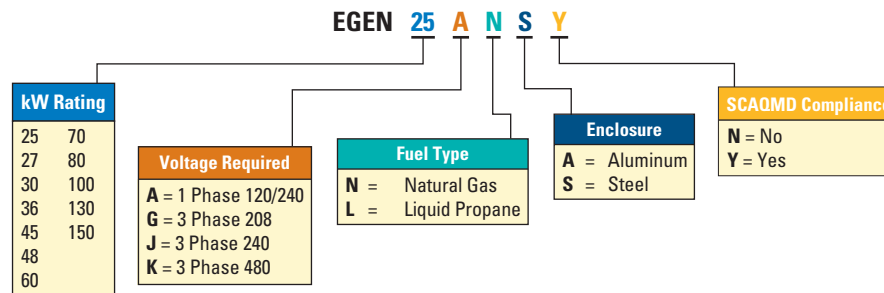 EGEN 25 A N S Y
kW Rating
25 70
27 80
30 100
36 130
45 150
48
60
Voltage Required
A = 1 Phase 120/240
G = 3 Phase 208
J = 3 Phase 240
K = 3 Phase 480
Fuel Type
N = Natural Gas
L = Liquid Propane
Enclosure
A = Aluminum
S = Steel
SCAQMD Compliance
N = No
Y = Yes